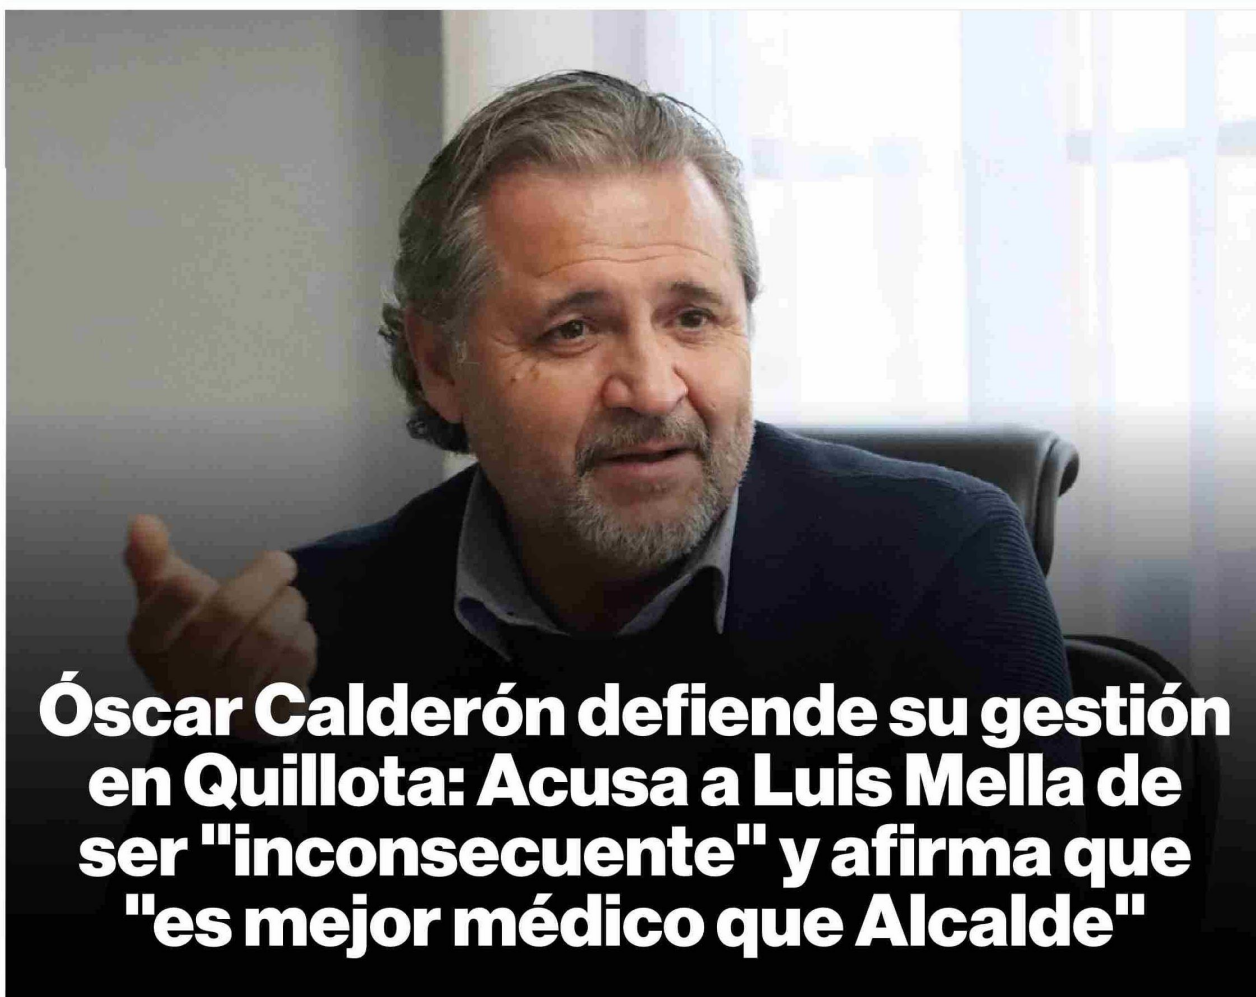 Óscar Calderón defiende su gestión
en Quillota: Acusa a Luis Mella de
ser "inconsecuente" y afirma que
"es mejor médico que Alcalde"